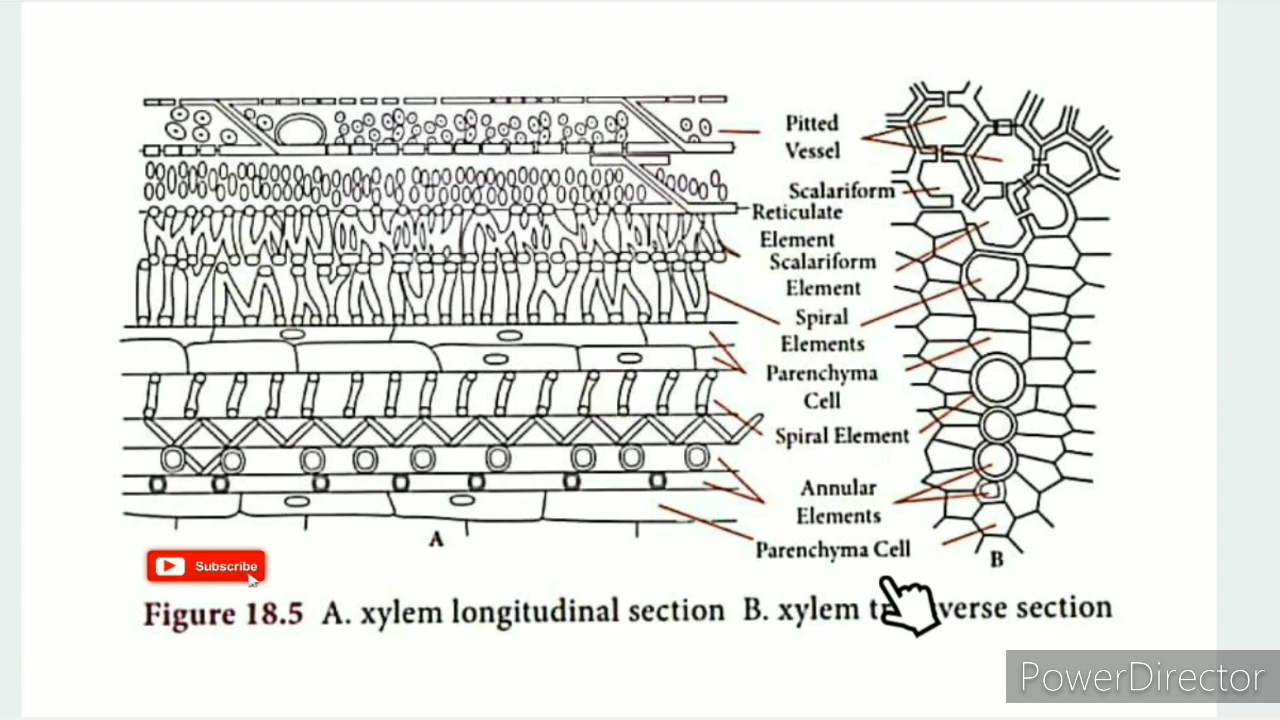 Pitted
Vessel
Scalariform
Reticulate
Element
Scalariform
Element
Spiral
Elements
Parenchyma
Cell
Spiral Element
Annular
Elements
Parenchyma Cell
A
B
Subscribe
Figure 18.5 A. xylem longitudinal section B. xylem t verse section
PowerDirector